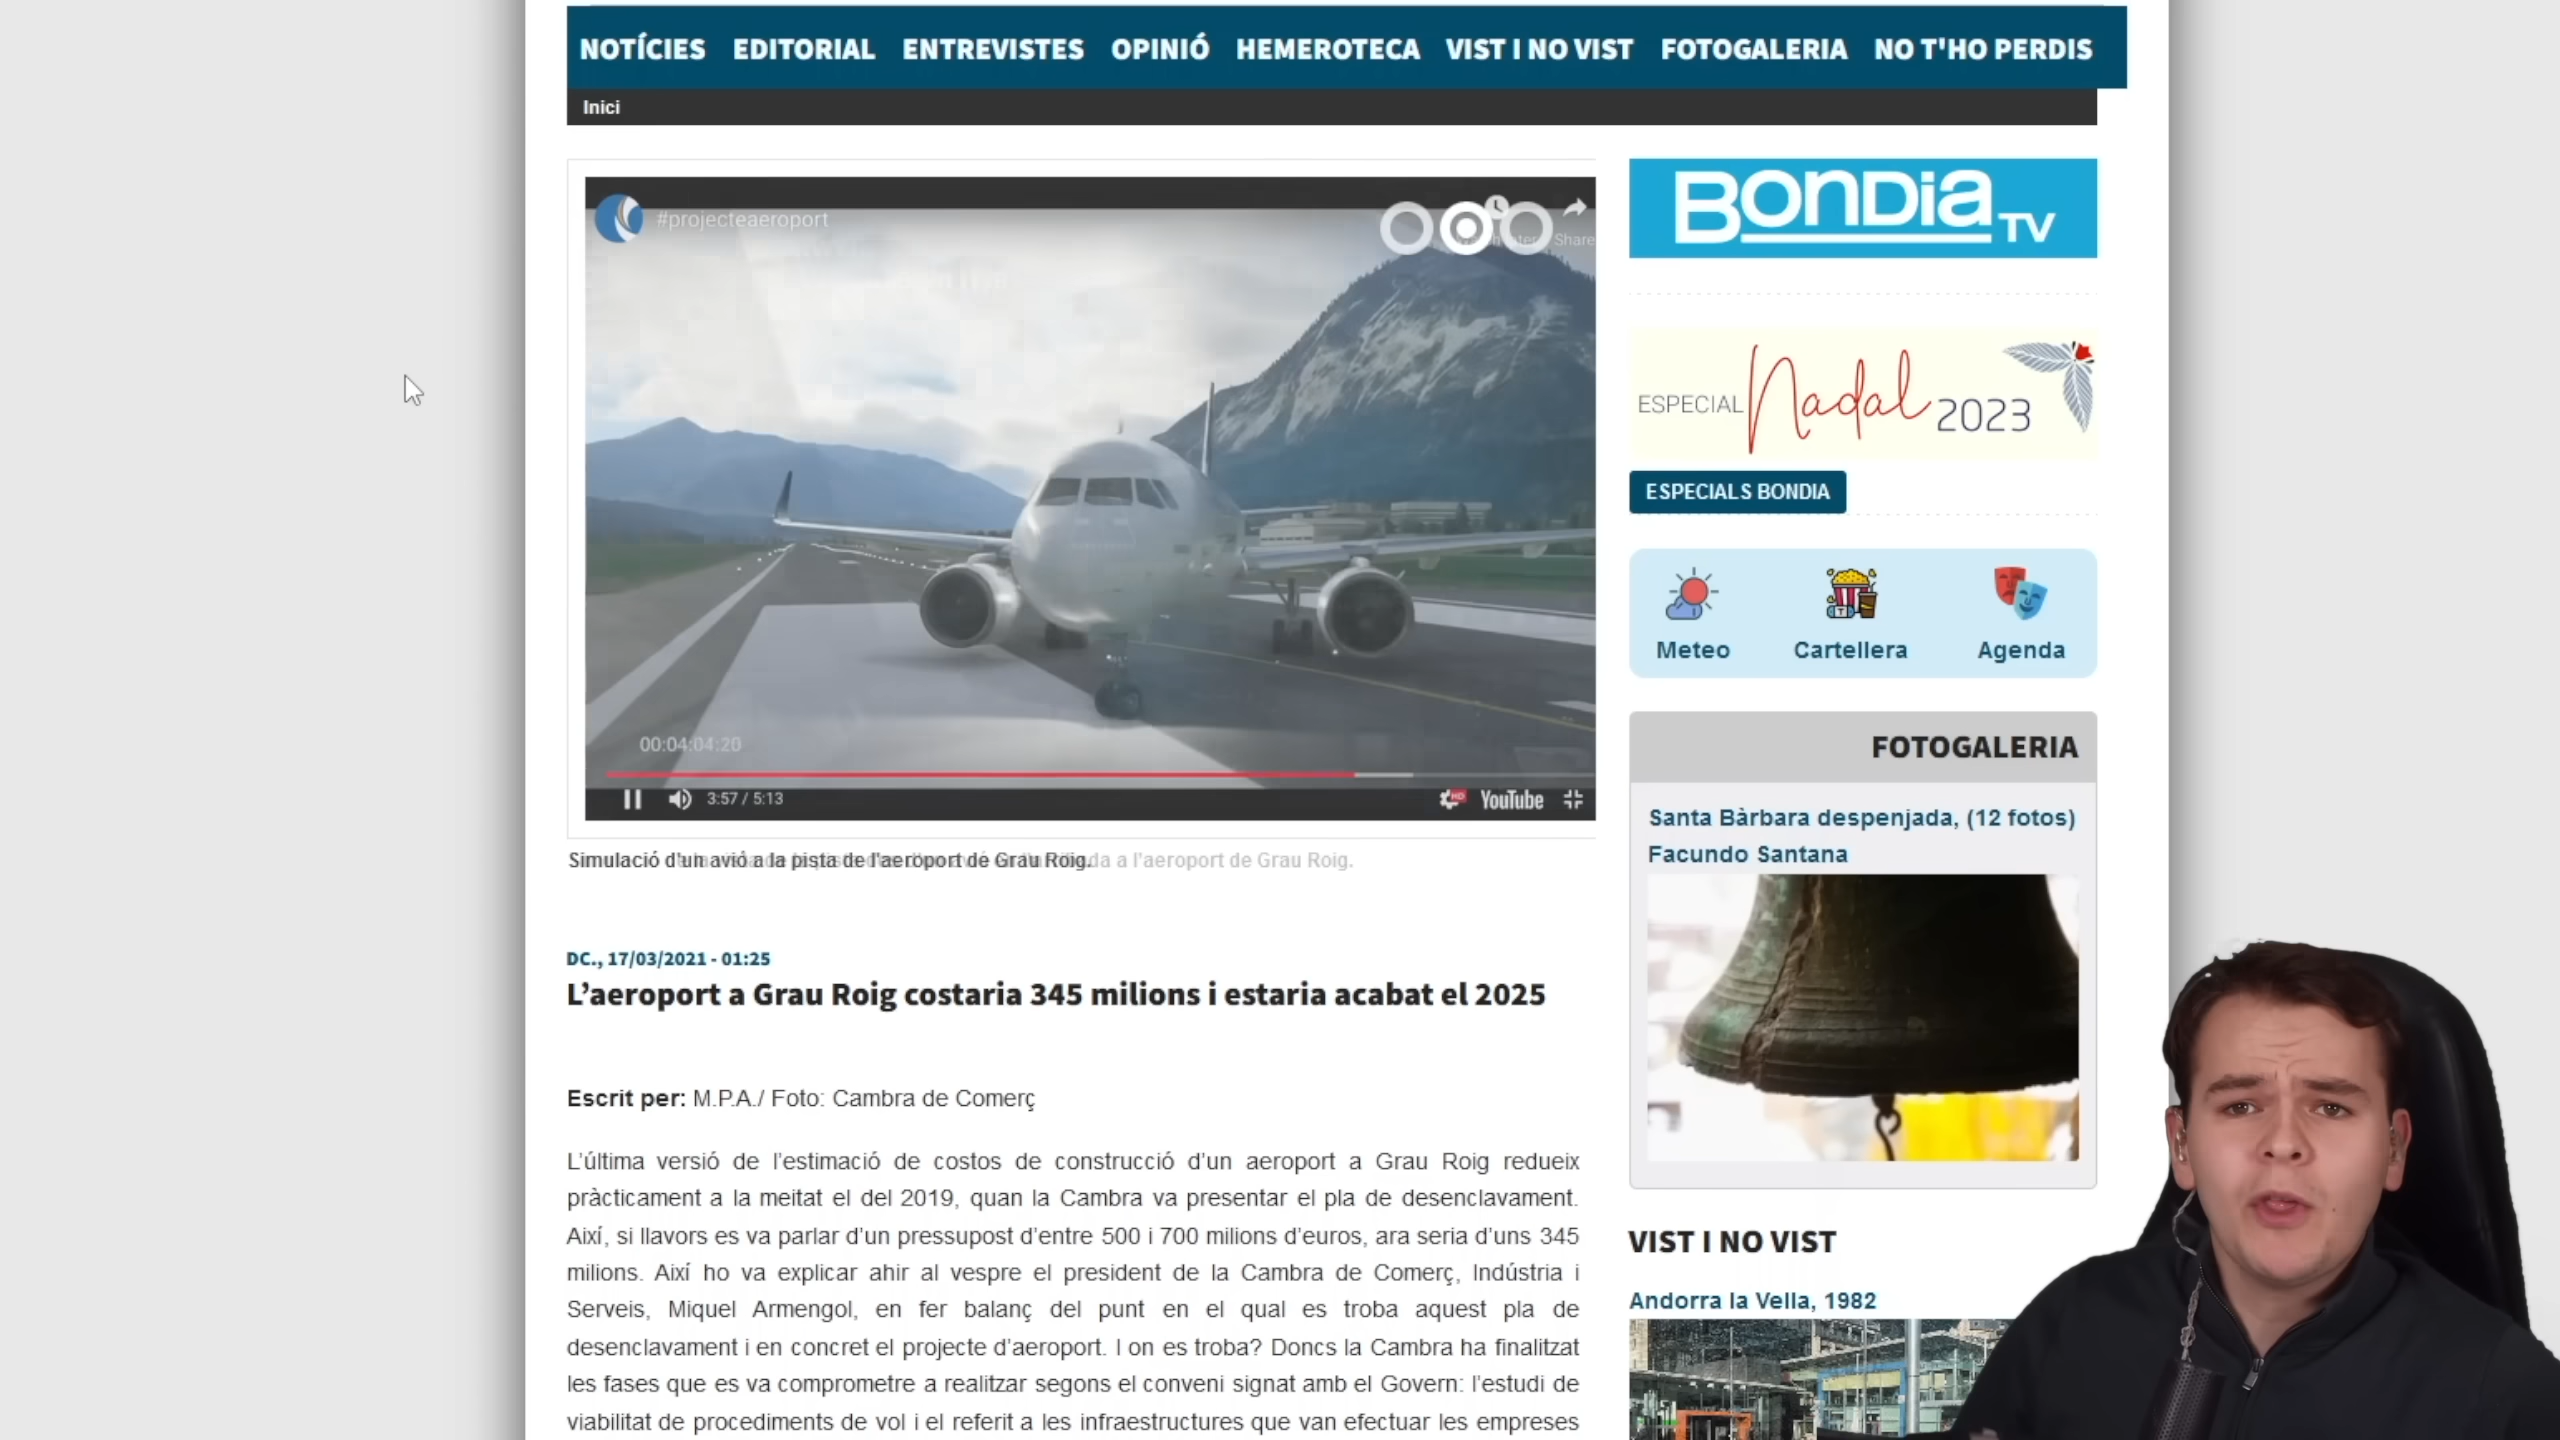 NOTÍCIES EDITORIAL ENTREVISTES OPINIÓ HEMEROTECA VIST I NO VIST FOTOGALERIA NO T'HO PERDIS
Inici
#projecteaeroport
Share
00:04:04:20
3:57 / 5:13
HD
YouTube
Simulació d'un avió a la pista de l'aeroport de Grau Roig.
a l'aeroport de Grau Roig.
DC., 17/03/2021 - 01:25
L’aeroport a Grau Roig costaria 345 milions i estaria acabat el 2025
Escrit per: M.P.A./ Foto: Cambra de Comerç
L’última versió de l’estimació de costos de construcció d’un aeroport a Grau Roig redueix
pràcticament a la meitat el del 2019, quan la Cambra va presentar el pla de desenclavament.
Així, si llavors es va parlar d’un pressupost d’entre 500 i 700 milions d’euros, ara seria d’uns 345
milions. Així ho va explicar ahir al vespre el president de la Cambra de Comerç, Indústria i
Serveis, Miquel Armengol, en fer balanç del punt en el qual es troba aquest pla de
desenclavament i en concret el projecte d’aeroport. I on es troba? Doncs la Cambra ha finalitzat
les fases que es va comprometre a realitzar segons el conveni signat amb el Govern: l’estudi de
viabilitat de procediments de vol i el referit a les infraestructures que van efectuar les empreses
BONDIA TV
ESPECIAL Nadal 2023
ESPECIALS BONDIA
Meteo Cartellera Agenda
FOTOGALERIA
Santa Bàrbara despenjada, (12 fotos)
Facundo Santana
VIST I NO VIST
Andorra la Vella, 1982